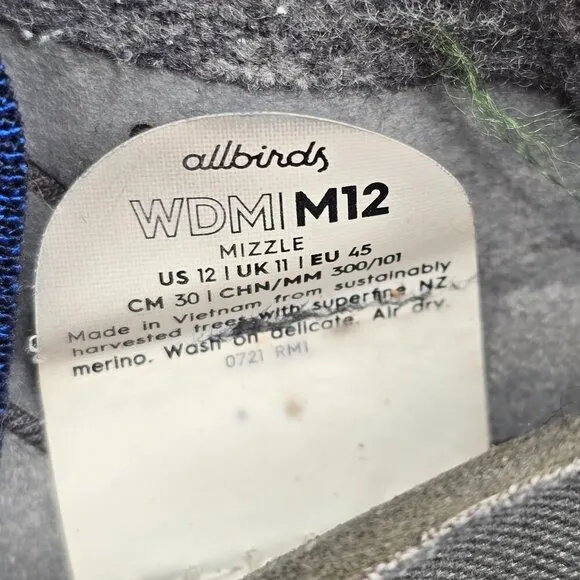 allbirds
WDM|M12
MIZZLE
US 12 | UK 11 | EU 45
CM 30 | CHN/MM 300/101
Made in Vietnam from sustainably
harvested trees with superfine NZ
merino. Wash on delicate. Air dry.
0721 RM1